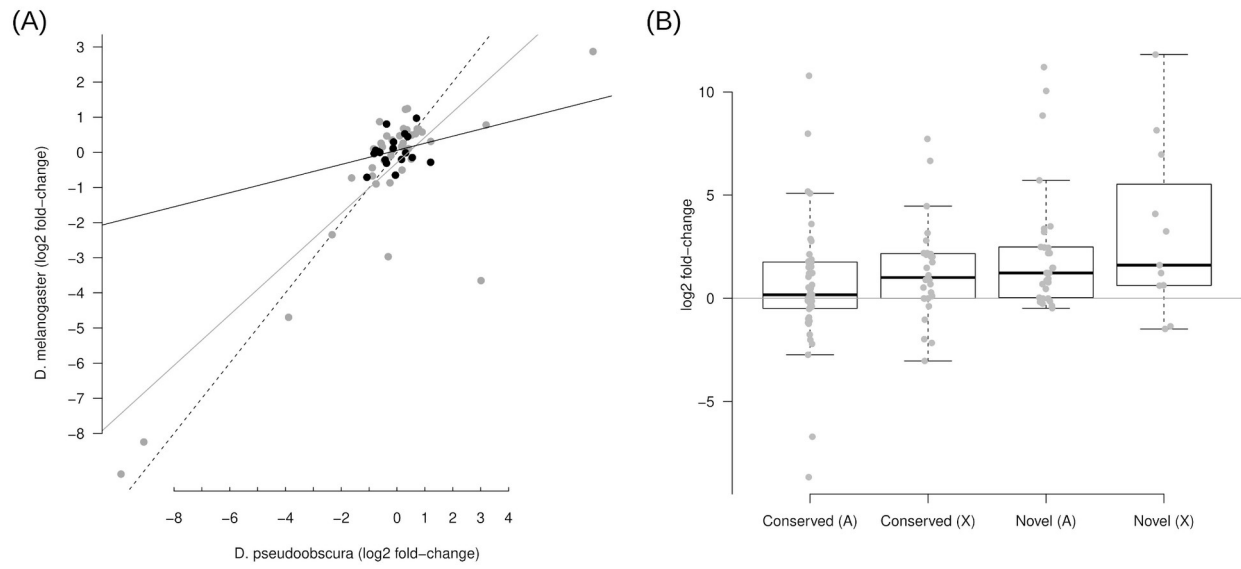 (A)
D. melanogaster (log2 fold−change)
3
2
1
0
−1
−2
−3
−4
−5
−6
−7
−8
−8 −6 −4 −2 0 2 4
D. pseudoobscura (log2 fold−change)
(B)
log2 fold−change
10
5
0
−5
Conserved (A) Conserved (X) Novel (A) Novel (X)